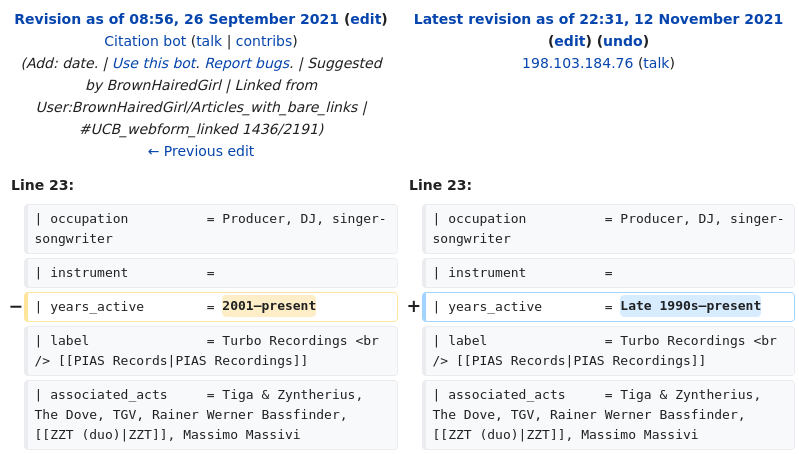 Revision as of 08:56, 26 September 2021 (edit)
Citation bot (talk | contribs)
(Add: date. | Use this bot. Report bugs. | Suggested
by BrownHairedGirl | Linked from
User:BrownHairedGirl/Articles_with_bare_links |
#UCB_webform_linked 1436/2191)
← Previous edit
Latest revision as of 22:31, 12 November 2021
(edit) (undo)
198.103.184.76 (talk)
Line 23:
Line 23:
| occupation = Producer, DJ, singer-
songwriter
| occupation = Producer, DJ, singer-
songwriter
| instrument =
| instrument =
− | years_active = 2001–present
+ | years_active = Late 1990s–present
| label = Turbo Recordings <br
/> [[PIAS Records|PIAS Recordings]]
| label = Turbo Recordings <br
/> [[PIAS Records|PIAS Recordings]]
| associated_acts = Tiga & Zyntherius,
The Dove, TGV, Rainer Werner Bassfinder,
[[ZZT (duo)|ZZT]], Massimo Massivi
| associated_acts = Tiga & Zyntherius,
The Dove, TGV, Rainer Werner Bassfinder,
[[ZZT (duo)|ZZT]], Massimo Massivi